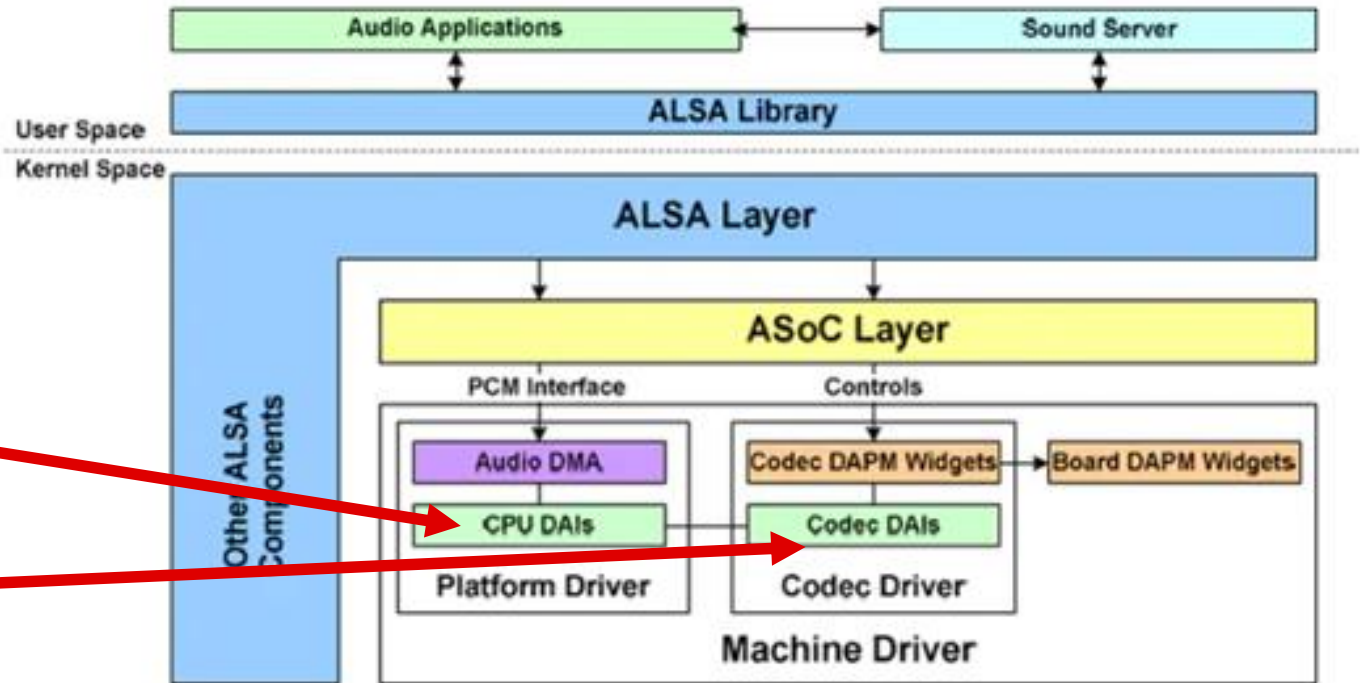 Audio Applications
Sound Server
ALSA Library
User Space
Kernel Space
ALSA Layer
ASoC Layer
PCM Interface
Controls
Other ALSA
Components
Audio DMA
Codec DAPM Widgets
Board DAPM Widgets
CPU DAIs
Codec DAIs
Platform Driver
Codec Driver
Machine Driver